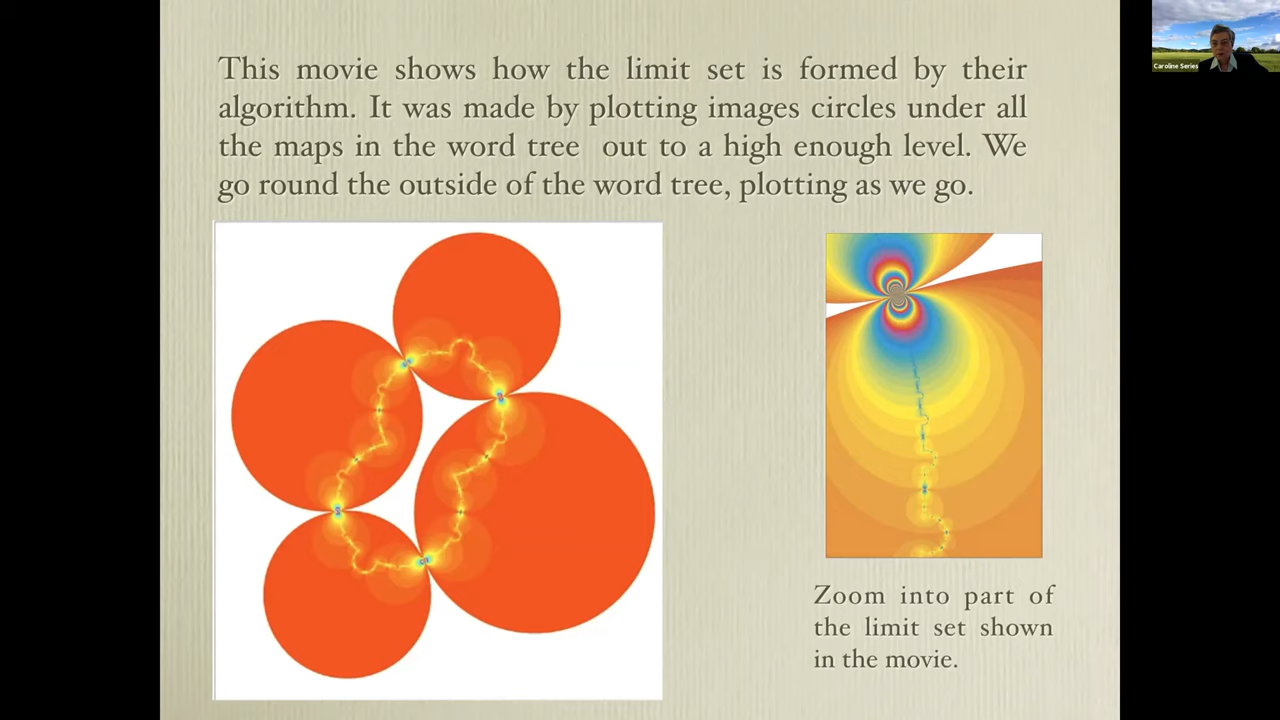 This movie shows how the limit set is formed by their
algorithm. It was made by plotting images circles under all
the maps in the word tree out to a high enough level. We
go round the outside of the word tree, plotting as we go.
Zoom into part of
the limit set shown
in the movie.
Caroline Series